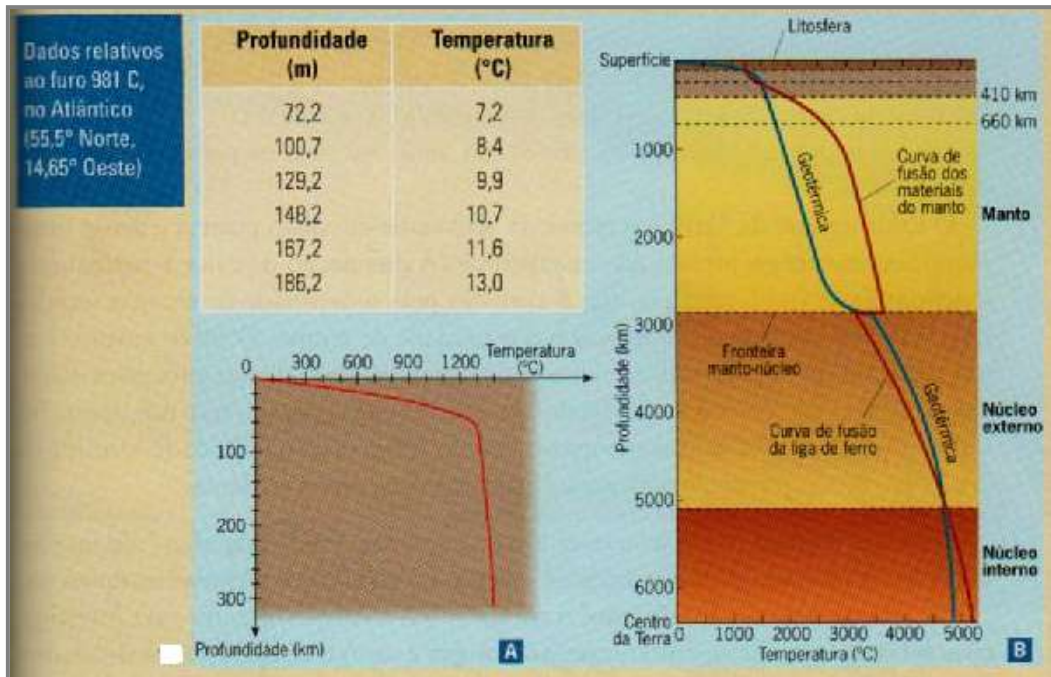 Dados relativos
ao furo 981 C,
no Atlântico
(55,5° Norte,
14,65° Oeste)
Profundidade
(m)
Temperatura
(°C)
72,2 7,2
100,7 8,4
129,2 9,9
148,2 10,7
167,2 11,6
186,2 13,0
0 300 600 900 1200 Temperatura
(°C)
100
200
300
Profundidade (km)
A
Litosfera
Superfície
410 km
660 km
1000
2000
3000
4000
5000
6000
Profundidade (km)
Geotérmica
Curva de
fusão dos
materiais
do manto
Manto
Fronteira
manto-núcleo
Geotérmica
Curva de fusão
da liga de ferro
Núcleo
externo
Núcleo
interno
Centro
da Terra
0 1000 2000 3000 4000 5000
Temperatura (°C)
B